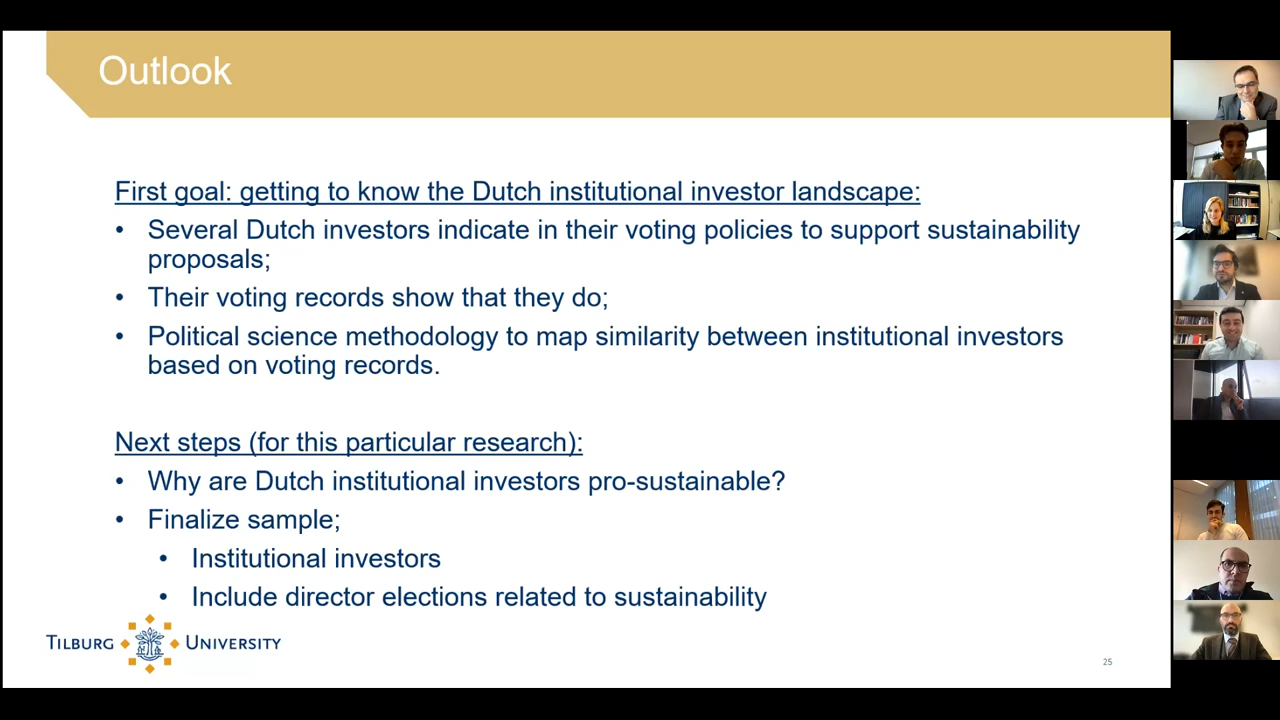 Outlook
First goal: getting to know the Dutch institutional investor landscape:
• Several Dutch investors indicate in their voting policies to support sustainability
proposals;
• Their voting records show that they do;
• Political science methodology to map similarity between institutional investors
based on voting records.
Next steps (for this particular research):
• Why are Dutch institutional investors pro-sustainable?
• Finalize sample;
• Institutional investors
• Include director elections related to sustainability
TILBURG UNIVERSITY
25